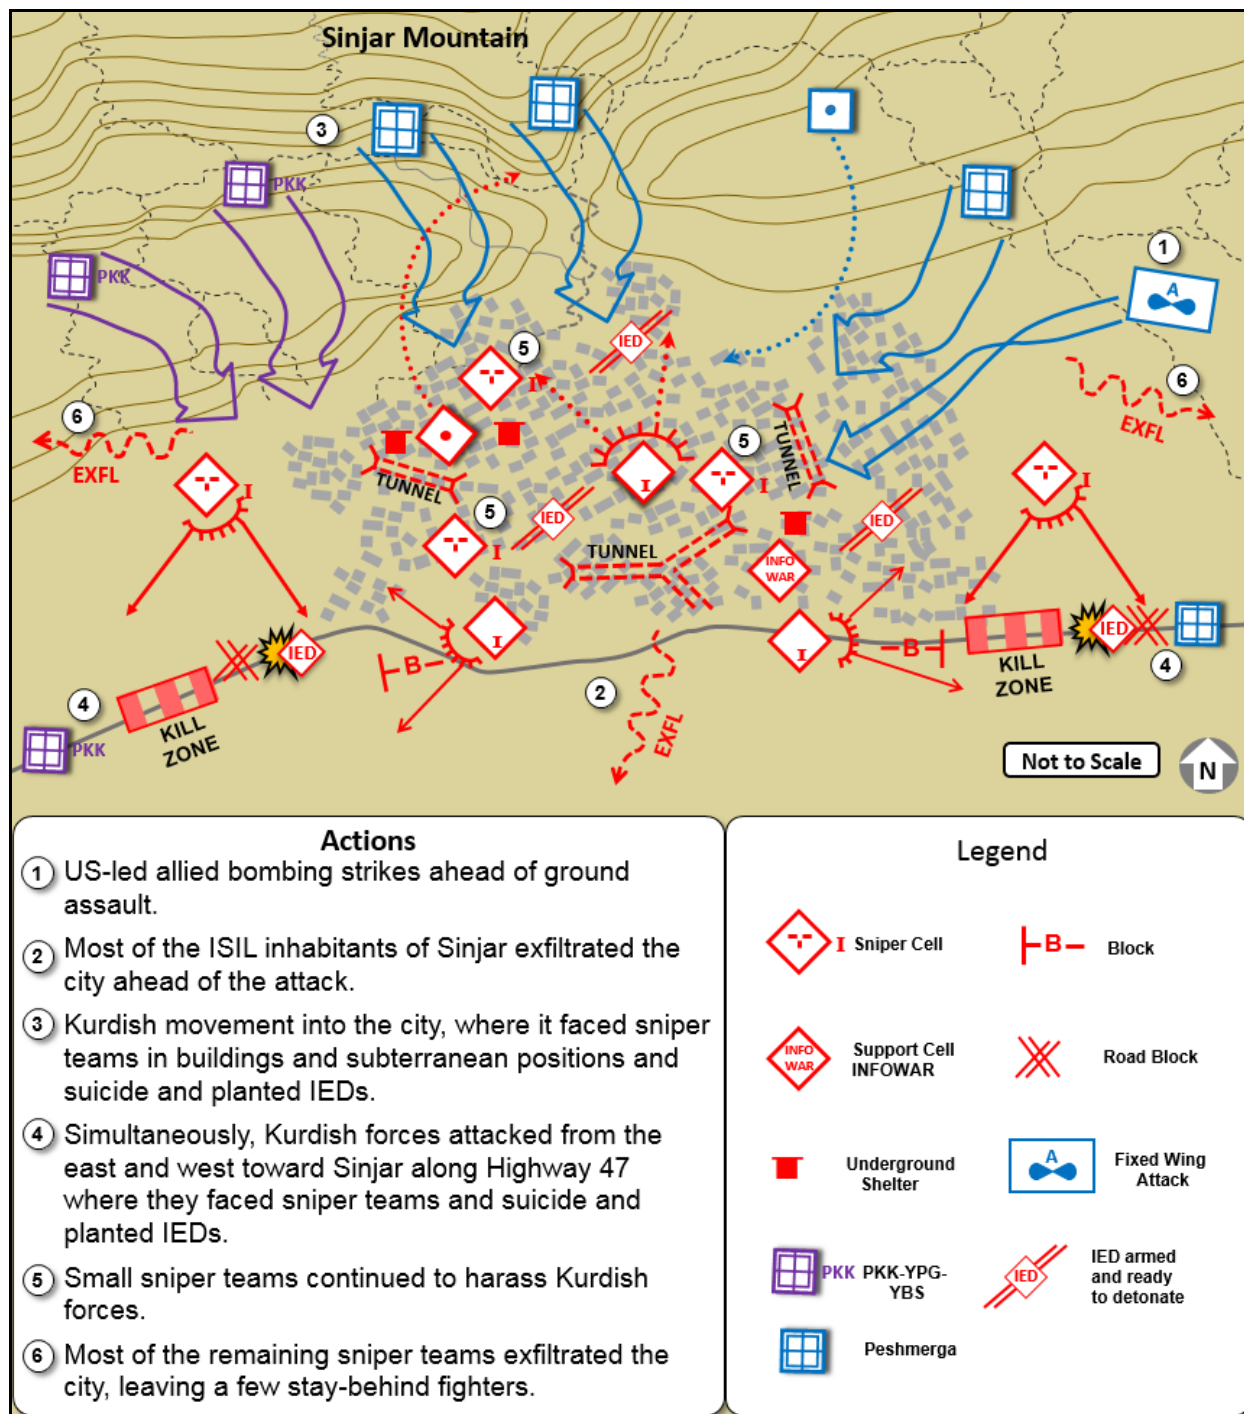 Sinjar Mountain
3
PKK
1
A
PKK
IED
5
6
I
6
EXFL
EXFL
5
TUNNEL
I
I
I
I
TUNNEL
5
I
IED
IED
TUNNEL
INFO
WAR
I
I
IED
B
B
IED
KILL
ZONE
4
2
4
KILL
ZONE
EXFL
PKK
Not to Scale
N
Actions
1 US-led allied bombing strikes ahead of ground
assault.
2 Most of the ISIL inhabitants of Sinjar exfiltrated the
city ahead of the attack.
3 Kurdish movement into the city, where it faced sniper
teams in buildings and subterranean positions and
suicide and planted IEDs.
4 Simultaneously, Kurdish forces attacked from the
east and west toward Sinjar along Highway 47
where they faced sniper teams and suicide and
planted IEDs.
5 Small sniper teams continued to harass Kurdish
forces.
6 Most of the remaining sniper teams exfiltrated the
city, leaving a few stay-behind fighters.
Legend
I Sniper Cell
B Block
INFO
WAR
Support Cell
INFOWAR
Road Block
Underground
Shelter
A
Fixed Wing
Attack
PKK PKK-YPG-
YBS
IED
IED armed
and ready
to detonate
Peshmerga